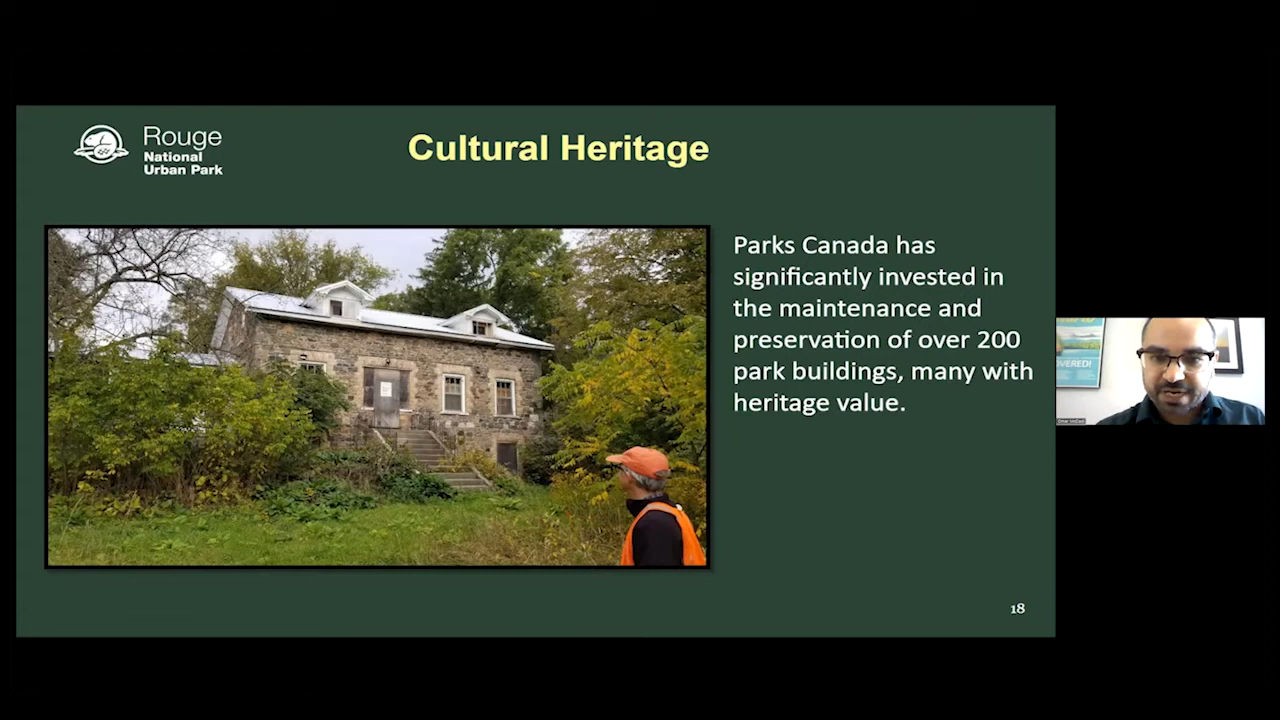 Rouge
National
Urban Park
Cultural Heritage
Parks Canada has
significantly invested in
the maintenance and
preservation of over 200
park buildings, many with
heritage value.
18